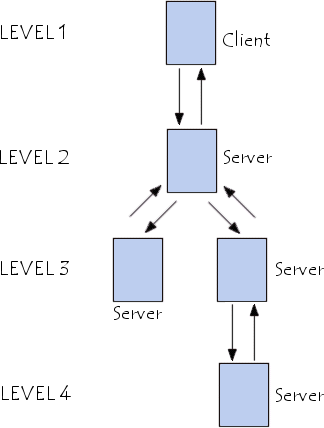 LEVEL 1
Client
LEVEL 2
Server
LEVEL 3
Server
Server
LEVEL 4
Server